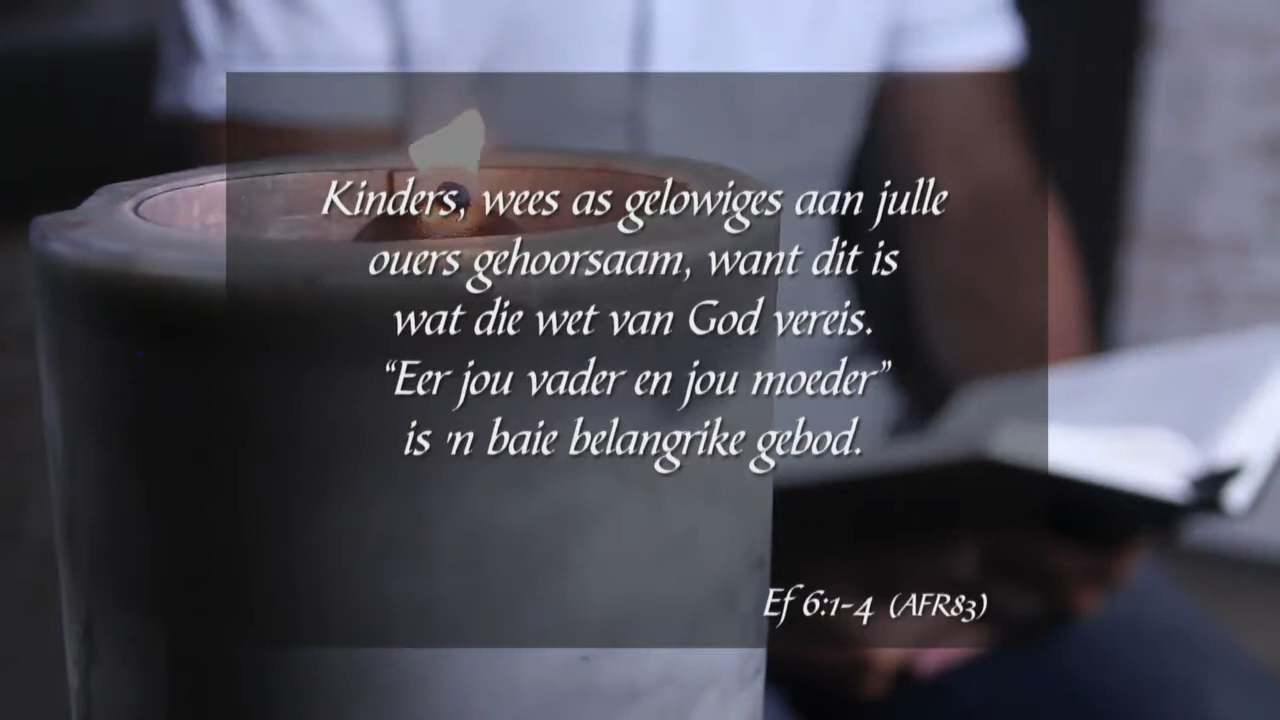 Kinders, wees as gelowiges aan julle
ouers gehoorsaam, want dit is
wat die wet van God vereis.
“Eer jou vader en jou moeder”
is 'n baie belangrike gebod.
Ef 6:1-4 (AFR83)